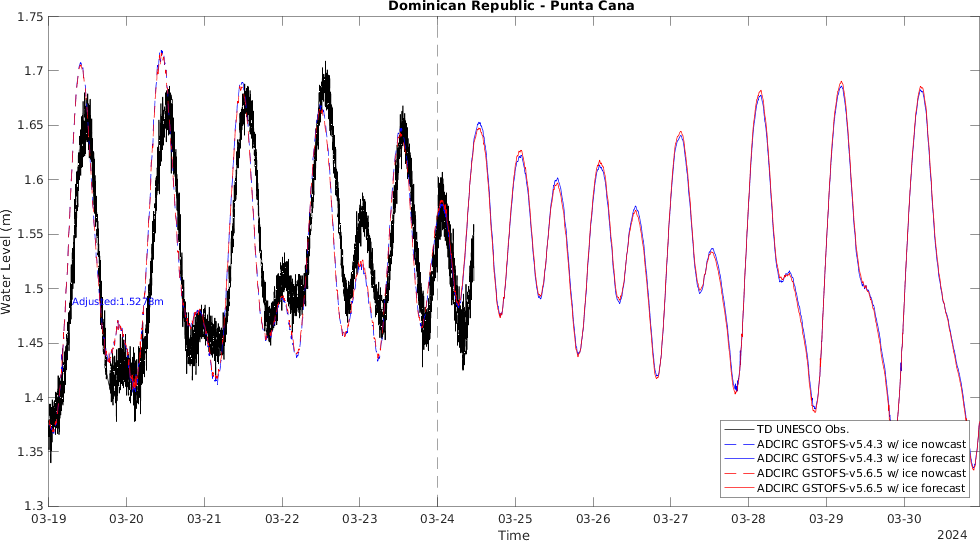 Dominican Republic - Punta Cana
1.75
1.7
1.65
1.6
1.55
1.5
1.45
1.4
1.35
1.3
Water Level (m)
Adjusted:1.5273m
TD UNESCO Obs.
ADCIRC GSTOFS-v5.4.3 w/ ice nowcast
ADCIRC GSTOFS-v5.4.3 w/ ice forecast
ADCIRC GSTOFS-v5.6.5 w/ ice nowcast
ADCIRC GSTOFS-v5.6.5 w/ ice forecast
03-19 03-20 03-21 03-22 03-23 03-24 03-25 03-26 03-27 03-28 03-29 03-30
Time
2024